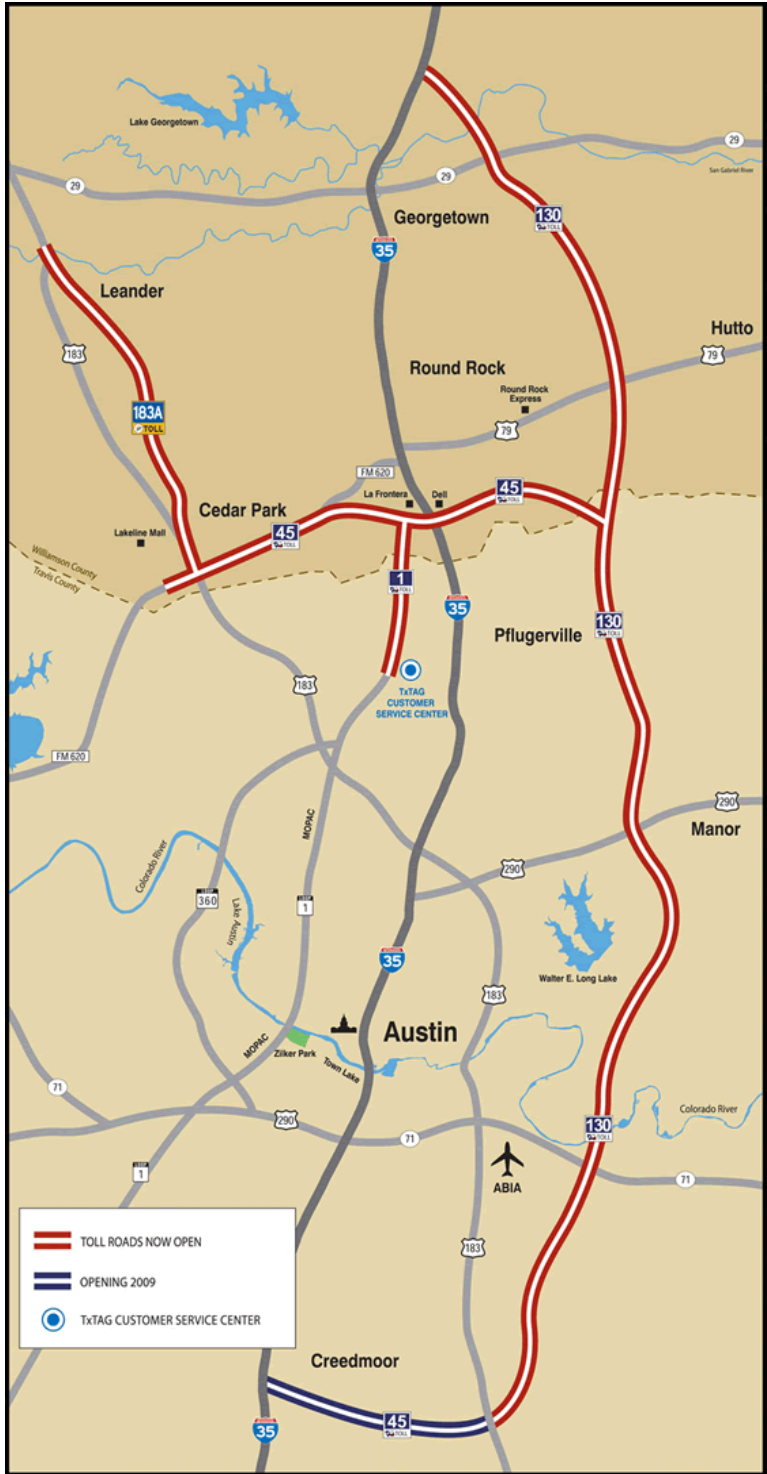 Lake Georgetown
29
29
29
San Gabriel River
Georgetown
130
TOLL
INTERSTATE
35
Leander
Hutto
183
79
Round Rock
Round Rock
Express
183A
TOLL
79
FM 620
La Frontera
Dell
45
TOLL
Cedar Park
Lakeline Mall
45
TOLL
Williamson County
Travis County
1
TOLL
35
130
TOLL
Pflugerville
TxTAG
CUSTOMER
SERVICE CENTER
183
FM 620
290
Manor
MOPAC
Colorado River
290
LOOP
360
LOOP
1
Lake Austin
35
Walter E. Long Lake
183
Austin
MOPAC
Zilker Park
Town Lake
71
Colorado River
290
71
130
TOLL
LOOP
1
ABIA
71
TOLL ROADS NOW OPEN
183
OPENING 2009
TxTAG CUSTOMER SERVICE CENTER
Creedmoor
45
TOLL
35